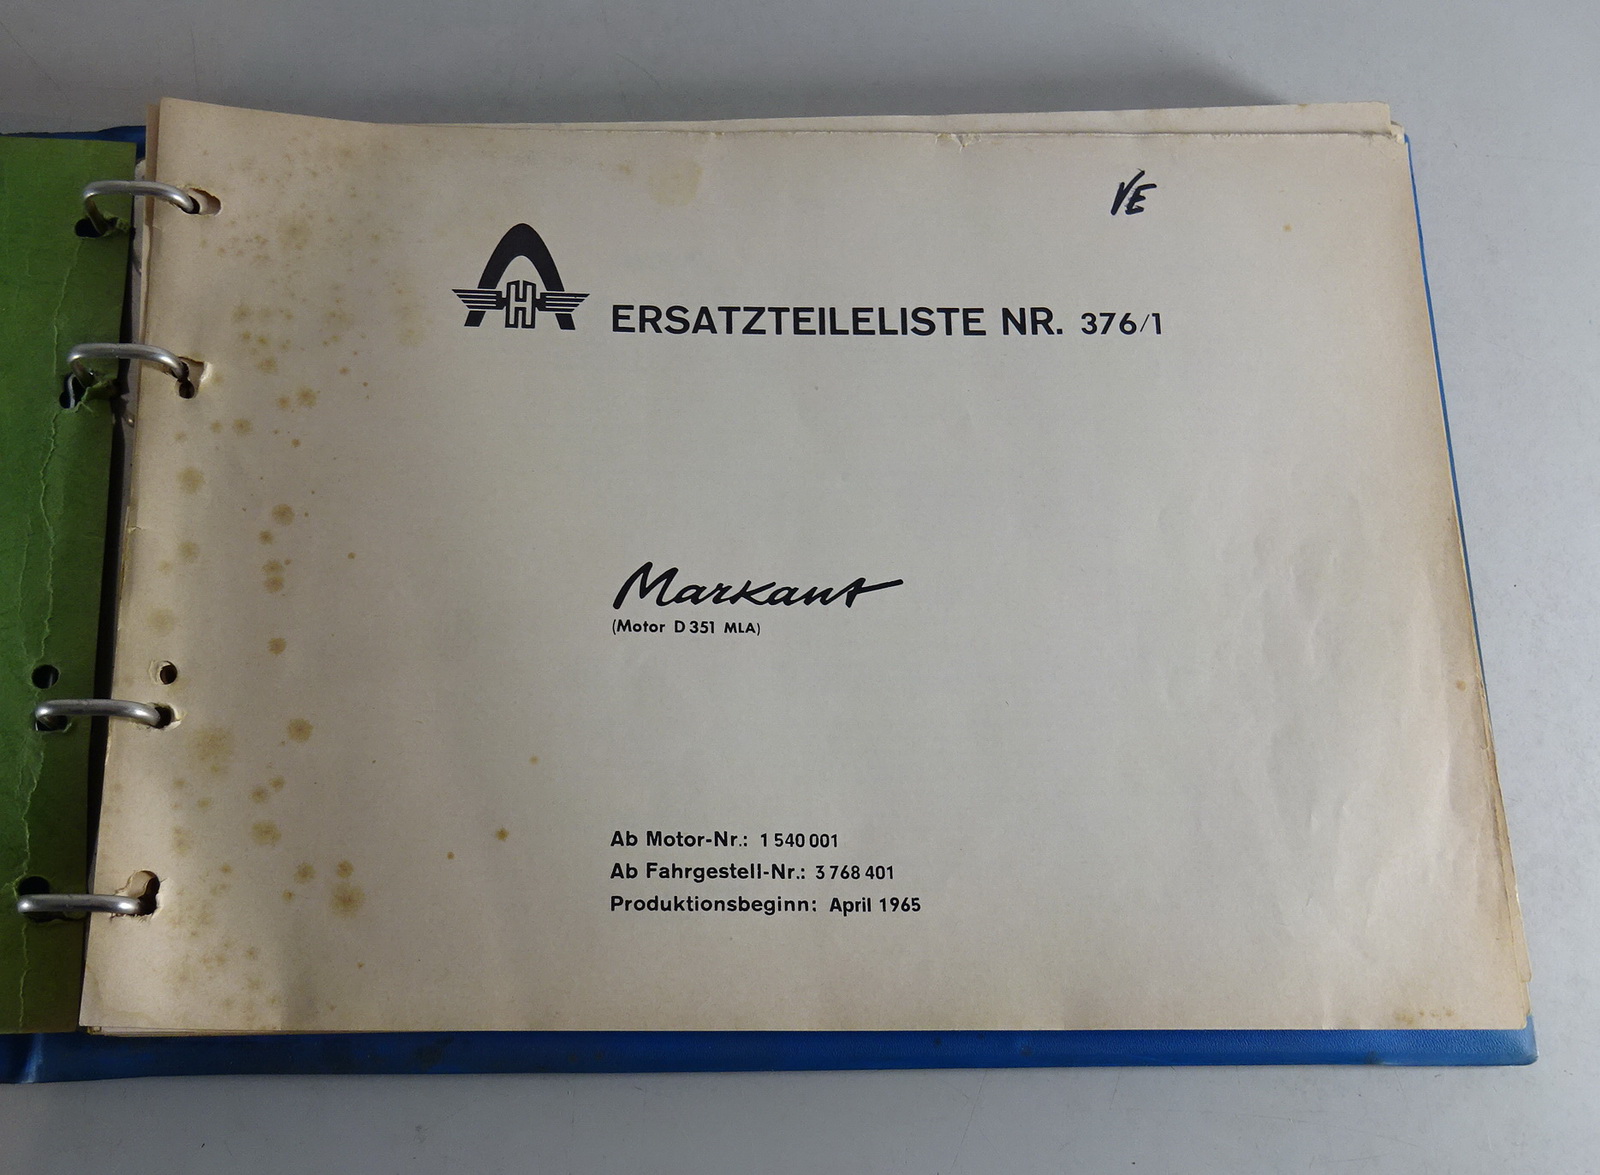 VE
H
ERSATZTEILELISTE NR. 376/1
Markant
(Motor D 351 MLA)
Ab Motor-Nr.: 1 540 001
Ab Fahrgestell-Nr.: 3 768 401
Produktionsbeginn: April 1965